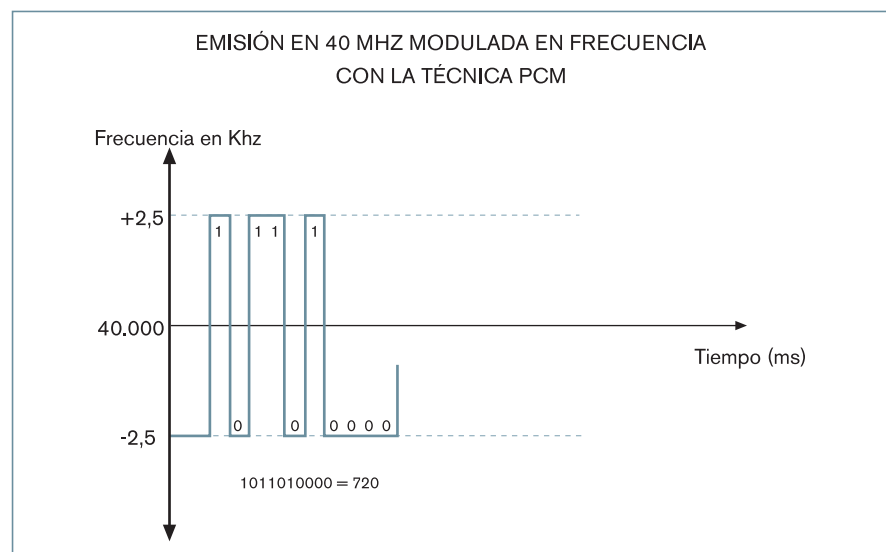 EMISIÓN EN 40 MHZ MODULADA EN FRECUENCIA
CON LA TÉCNICA PCM
Frecuencia en Khz
+2,5
1 1 1 1
40.000
Tiempo (ms)
0 0 0 0 0 0
-2,5
1011010000 = 720